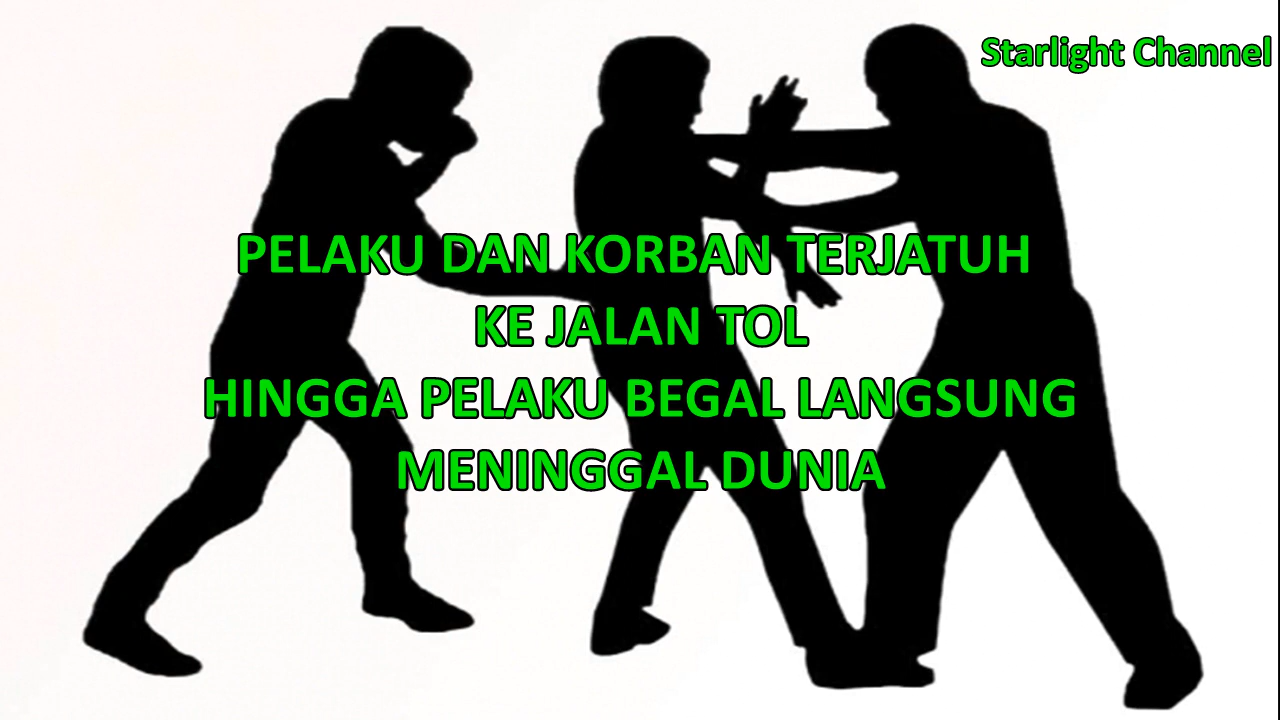 Starlight Channel
PELAKU DAN KORBAN TERJATUH
KE JALAN TOL
HINGGA PELAKU BEGAL LANGSUNG
MENINGGAL DUNIA